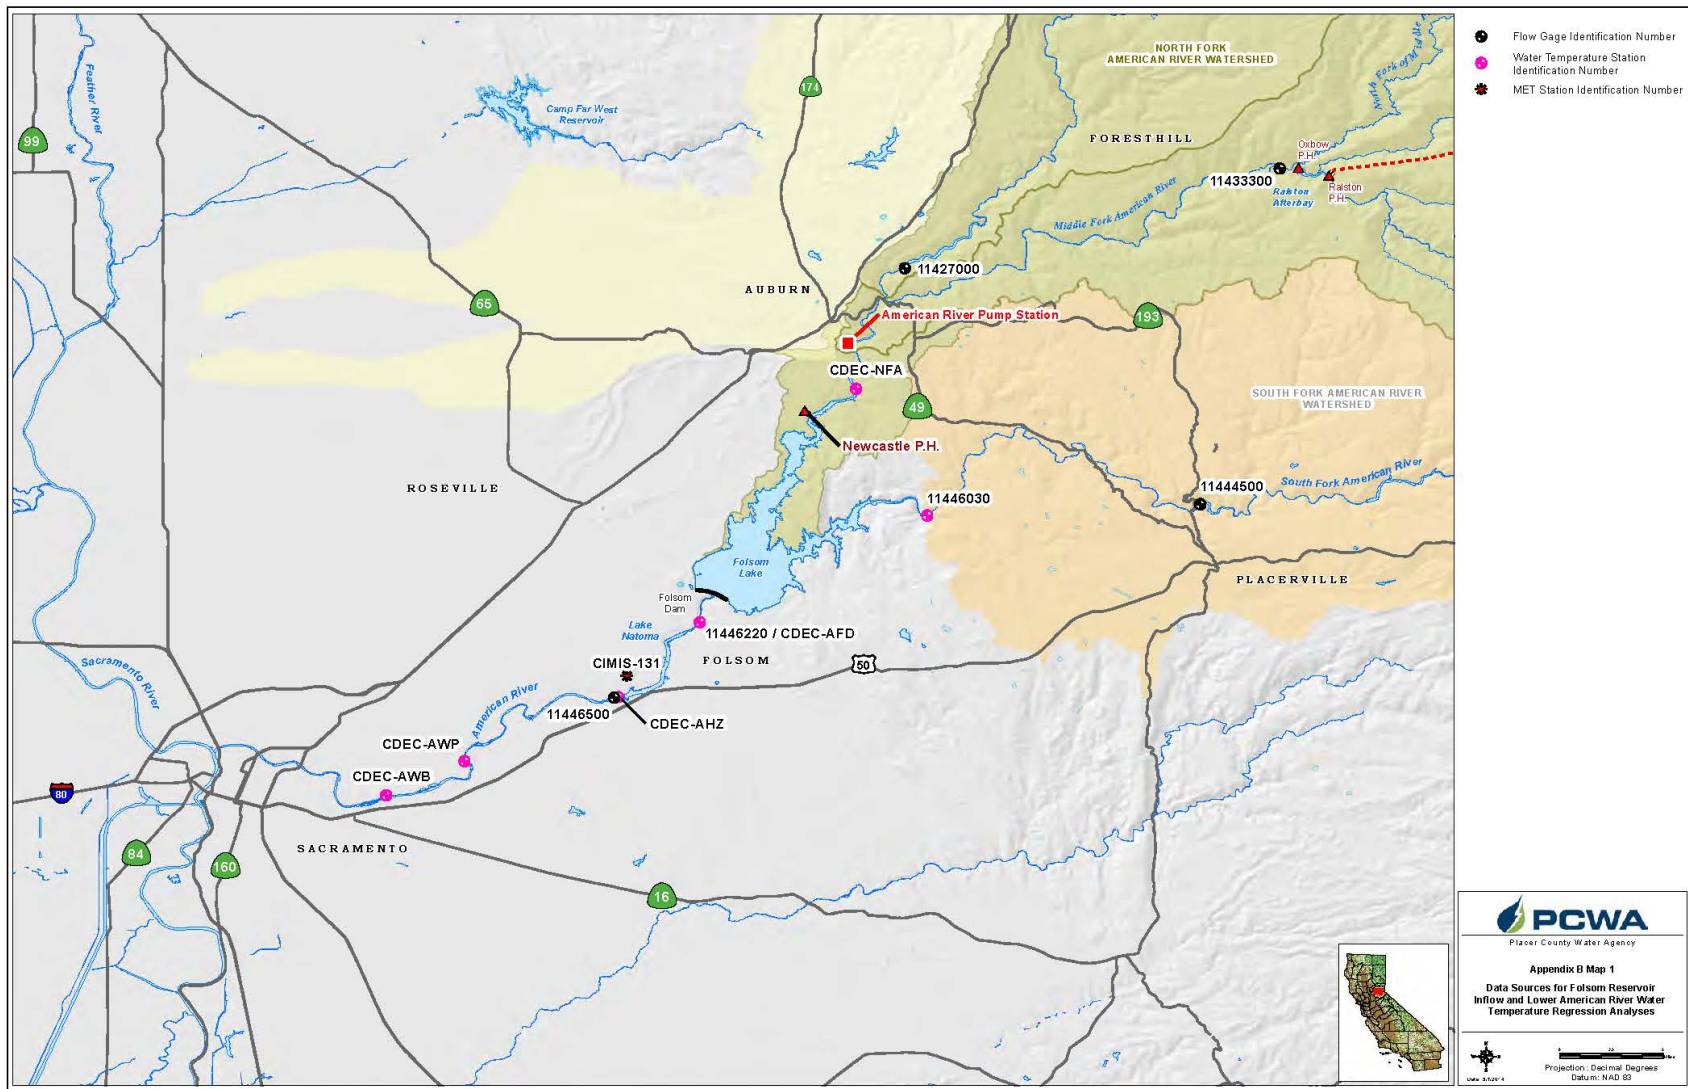 Flow Gage Identification Number
Water Temperature Station
Identification Number
MET Station Identification Number
NORTH FORK
AMERICAN RIVER WATERSHED
174
Feather River
Camp Far West
Reservoir
99
FORESTHILL
Oxbow
P.H.
11433300
Ralston
Afterbay
Ralston
P.H.
Middle Fork American River
11427000
AUBURN
65
193
American River Pump Station
CDEC-NFA
49
SOUTH FORK AMERICAN RIVER
WATERSHED
Newcastle P.H.
ROSEVILLE
South Fork American River
11444500
11446030
Folsom
Lake
PLACERVILLE
Folsom
Dam
Lake
Natoma
11446220 / CDEC-AFD
Sacramento River
CIMIS-131
FOLSOM
50
American River
11446500
CDEC-AHZ
CDEC-AWP
CDEC-AWB
80
84
160
SACRAMENTO
16
PCWA
Placer County Water Agency
Appendix B Map 1
Data Sources for Folsom Reservoir
Inflow and Lower American River Water
Temperature Regression Analyses
Projection: Decimal Degrees
Datum: NAD 83